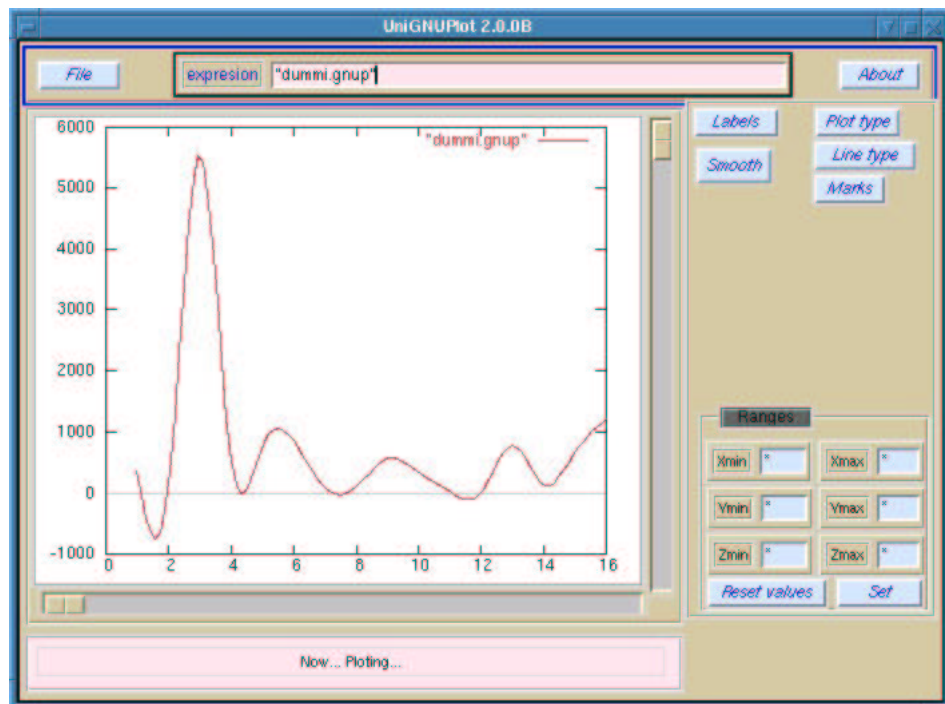 UniGNUPlot 2.0.0B
File
expresion "dummi.gnup"
About
Labels
Plot type
Smooth
Line type
Marks
"dummi.gnup"
6000
5000
4000
3000
2000
1000
0
-1000
0 2 4 6 8 10 12 14 16
Ranges
Xmin * Xmax *
Ymin * Ymax *
Zmin * Zmax *
Reset values Set
Now... Ploting...